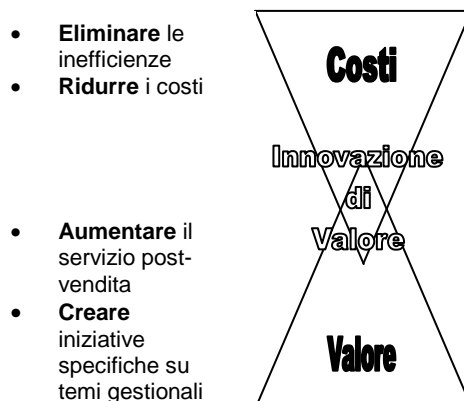 • Eliminare le
inefficienze
• Ridurre i costi
• Aumentare il
servizio post-
vendita
• Creare
iniziative
specifiche su
temi gestionali
Costi
Innovazione
di
Valore
Valore